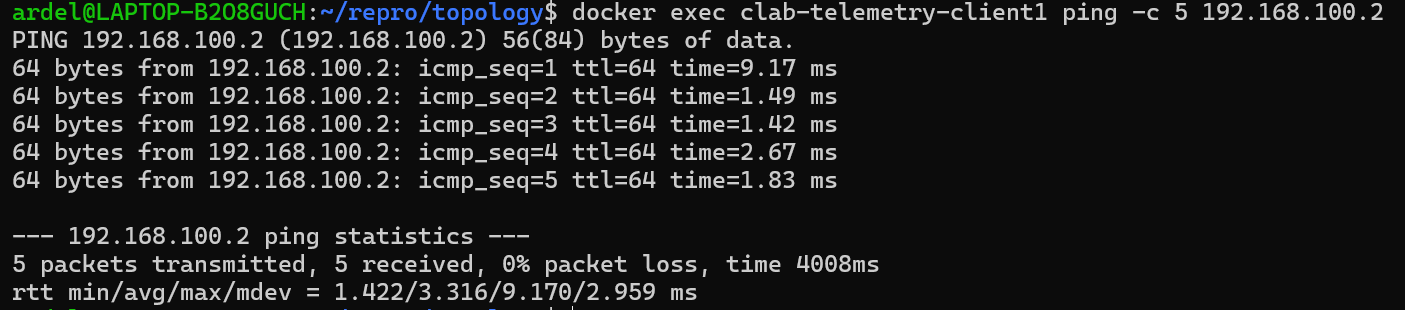 ardel@LAPTOP-B2O8GUCH:~/repro/topology$ docker exec clab-telemetry-client1 ping -c 5 192.168.100.2
PING 192.168.100.2 (192.168.100.2) 56(84) bytes of data.
64 bytes from 192.168.100.2: icmp_seq=1 ttl=64 time=9.17 ms
64 bytes from 192.168.100.2: icmp_seq=2 ttl=64 time=1.49 ms
64 bytes from 192.168.100.2: icmp_seq=3 ttl=64 time=1.42 ms
64 bytes from 192.168.100.2: icmp_seq=4 ttl=64 time=2.67 ms
64 bytes from 192.168.100.2: icmp_seq=5 ttl=64 time=1.83 ms

--- 192.168.100.2 ping statistics ---
5 packets transmitted, 5 received, 0% packet loss, time 4008ms
rtt min/avg/max/mdev = 1.422/3.316/9.170/2.959 ms